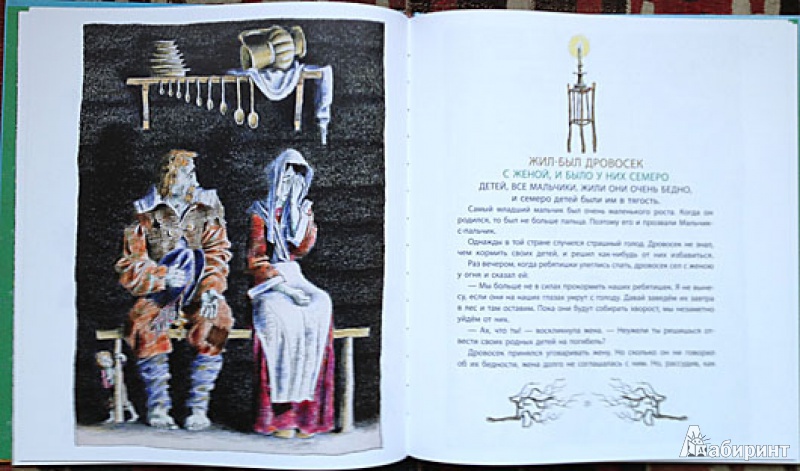 ЖИЛ-БЫЛ ДРОВОСЕК
С ЖЕНОЙ, И БЫЛО У НИХ СЕМЕРО
ДЕТЕЙ, ВСЕ МАЛЬЧИКИ. ЖИЛИ ОНИ ОЧЕНЬ БЕДНО,
И СЕМЕРО ДЕТЕЙ БЫЛИ ИМ В ТЯГОСТЬ.
Самый младший мальчик был очень маленького роста. Когда он
родился, то был не больше пальца. Поэтому его и прозвали Мальчик-
с-пальчик.
Однажды в той стране случился страшный голод. Дровосек не знал,
чем кормить своих детей, и решил как-нибудь от них избавиться.
Раз вечером, когда ребятишки улеглись спать, дровосек сел с женою
у огня и сказал ей:
— Мы больше не в силах прокормить наших ребятишек. Я не выне-
су, если они на наших глазах умрут с голоду. Давай заведём их завтра
в лес и там оставим. Пока они будут собирать хворост, мы незаметно
уйдём от них.
— Ах, что ты! — воскликнула жена. — Неужели ты решишься от-
вести своих родных детей на погибель?
Дровосек принялся уговаривать жену. Но сколько он ни говорил
об их бедности, жена долго не соглашалась с ним. Но, рассудив, как
Лабиринт